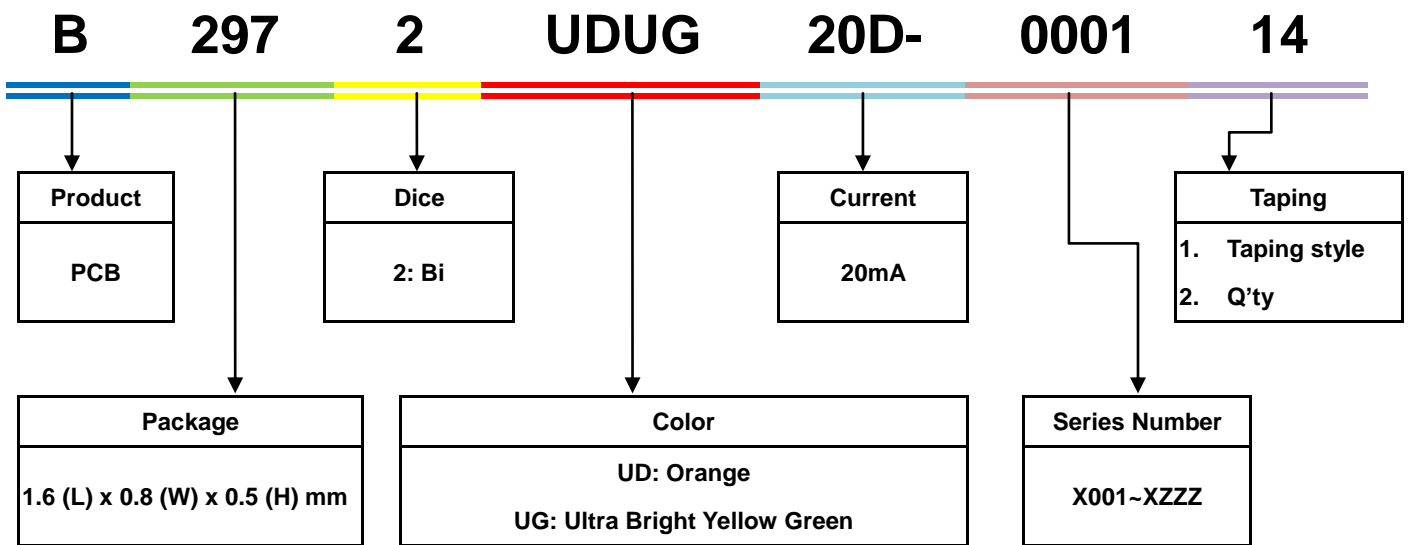 B 297 2 UDUG 20D- 0001 14
Product
PCB
Dice
2: Bi
Current
20mA
Taping
1. Taping style
2. Q’ty
Package
1.6 (L) x 0.8 (W) x 0.5 (H) mm
Color
UD: Orange
UG: Ultra Bright Yellow Green
Series Number
X001~XZZZ